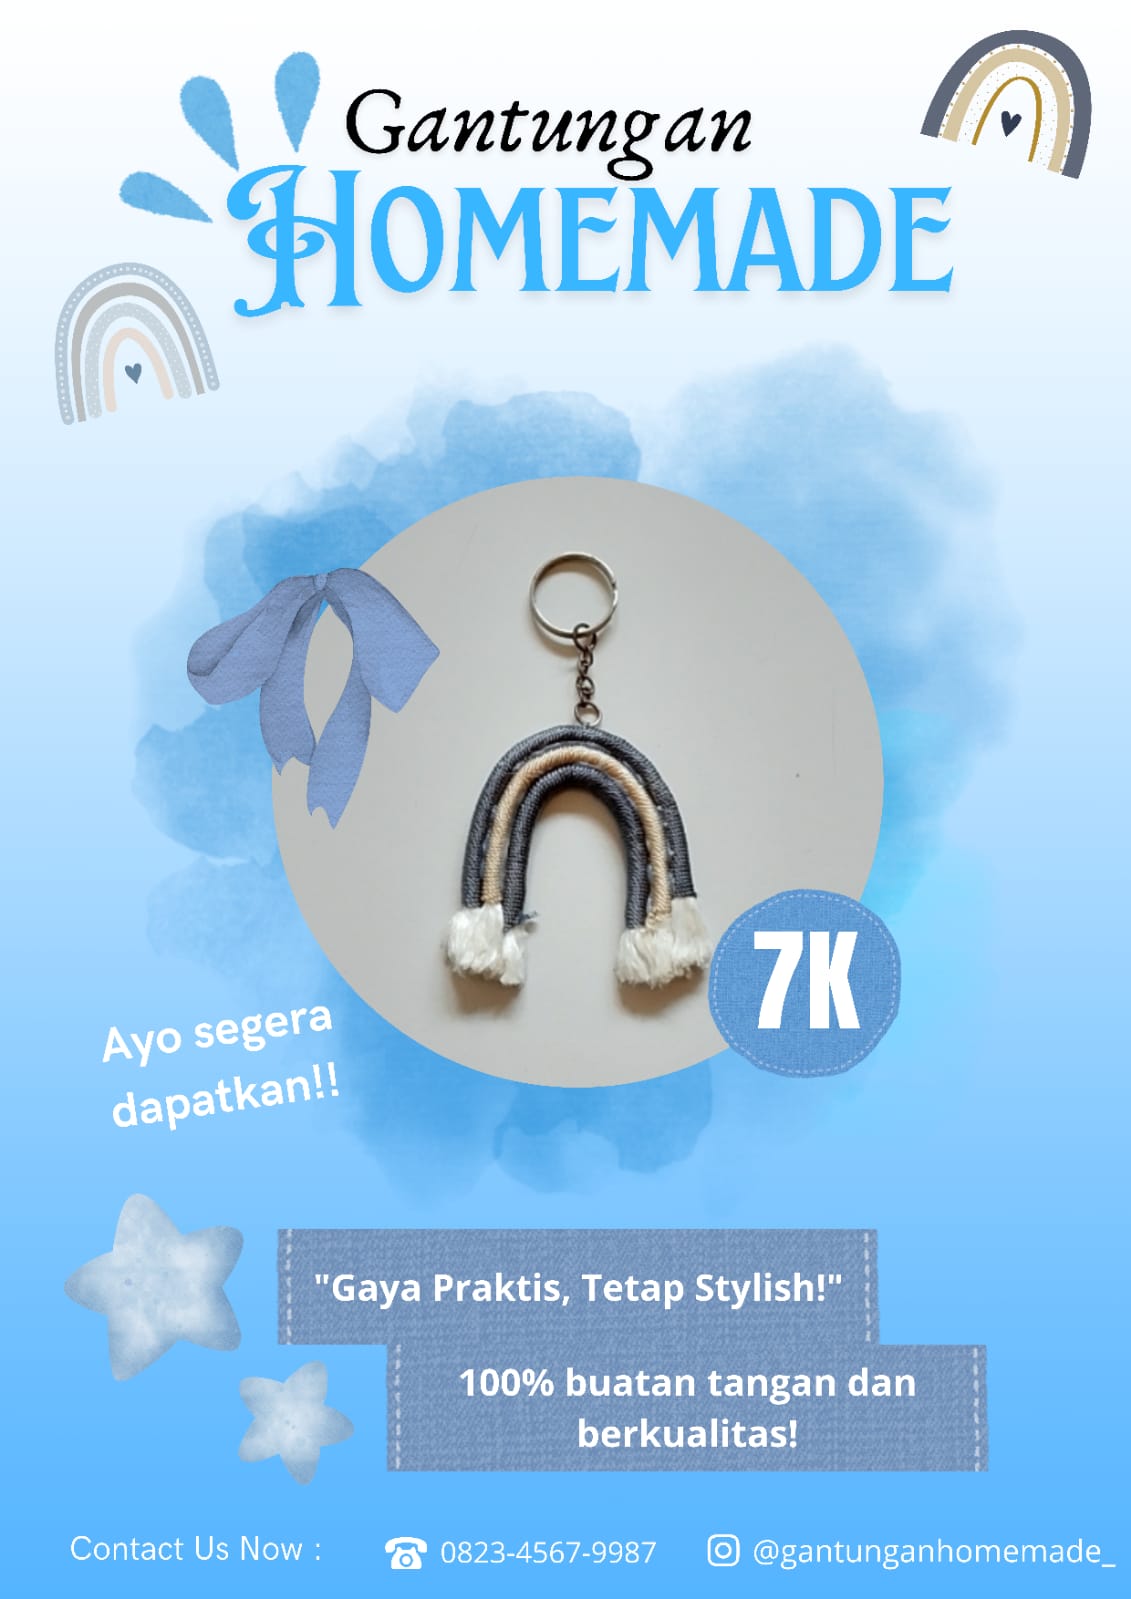 Gantungan
HOMEMADE
7K
Ayo segera
dapatkan!!
"Gaya Praktis, Tetap Stylish!"
100% buatan tangan dan
berkualitas!
Contact Us Now :
0823-4567-9987
@gantunganhomemade_